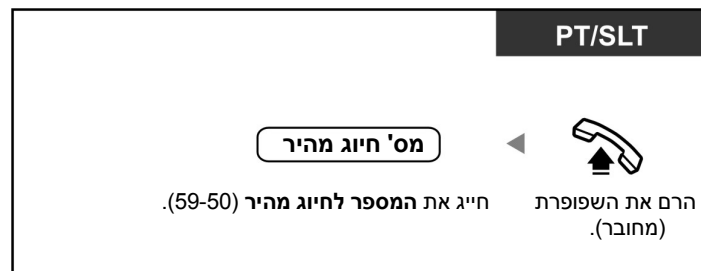 PT/SLT
מס' חיוג מהיר
הרם את השפופרת
(מחובר).
חייג את המספר לחיוג מהיר (59-50).